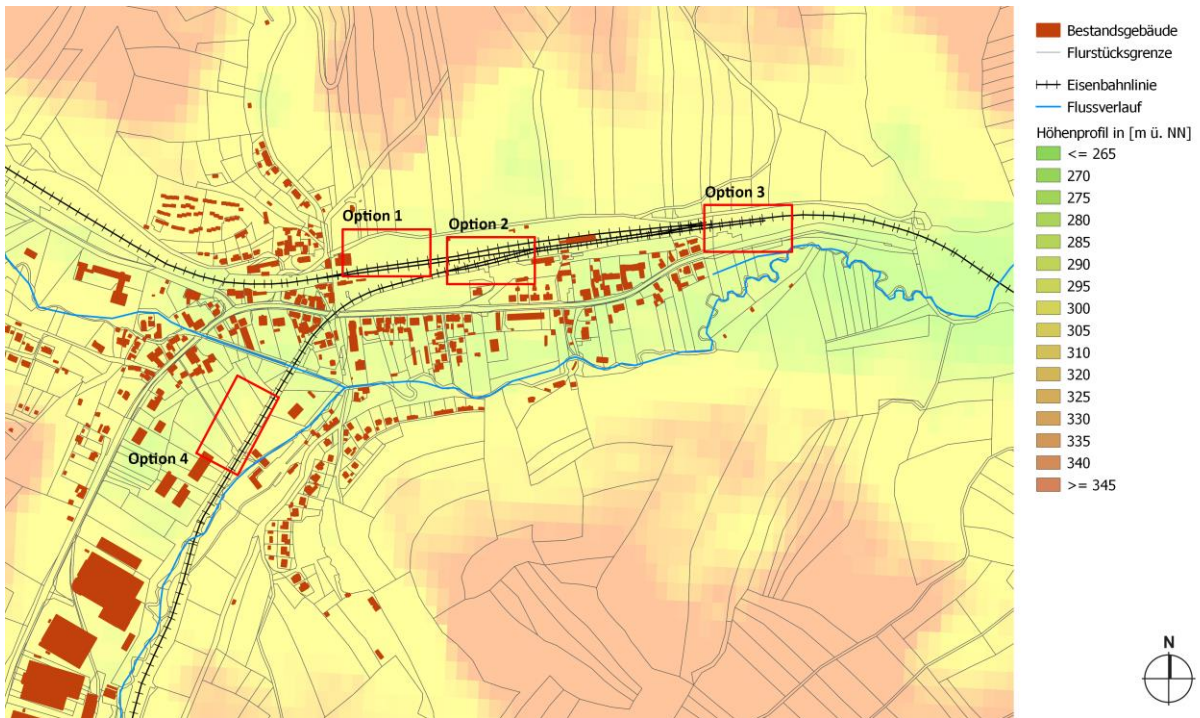 Option 1
Option 2
Option 3
Option 4
Bestandsgebäude
Flurstücksgrenze
Eisenbahnlinie
Flussverlauf
Höhenprofil in [m ü. NN]
<= 265
270
275
280
285
290
295
300
305
310
320
325
330
335
340
>= 345
N